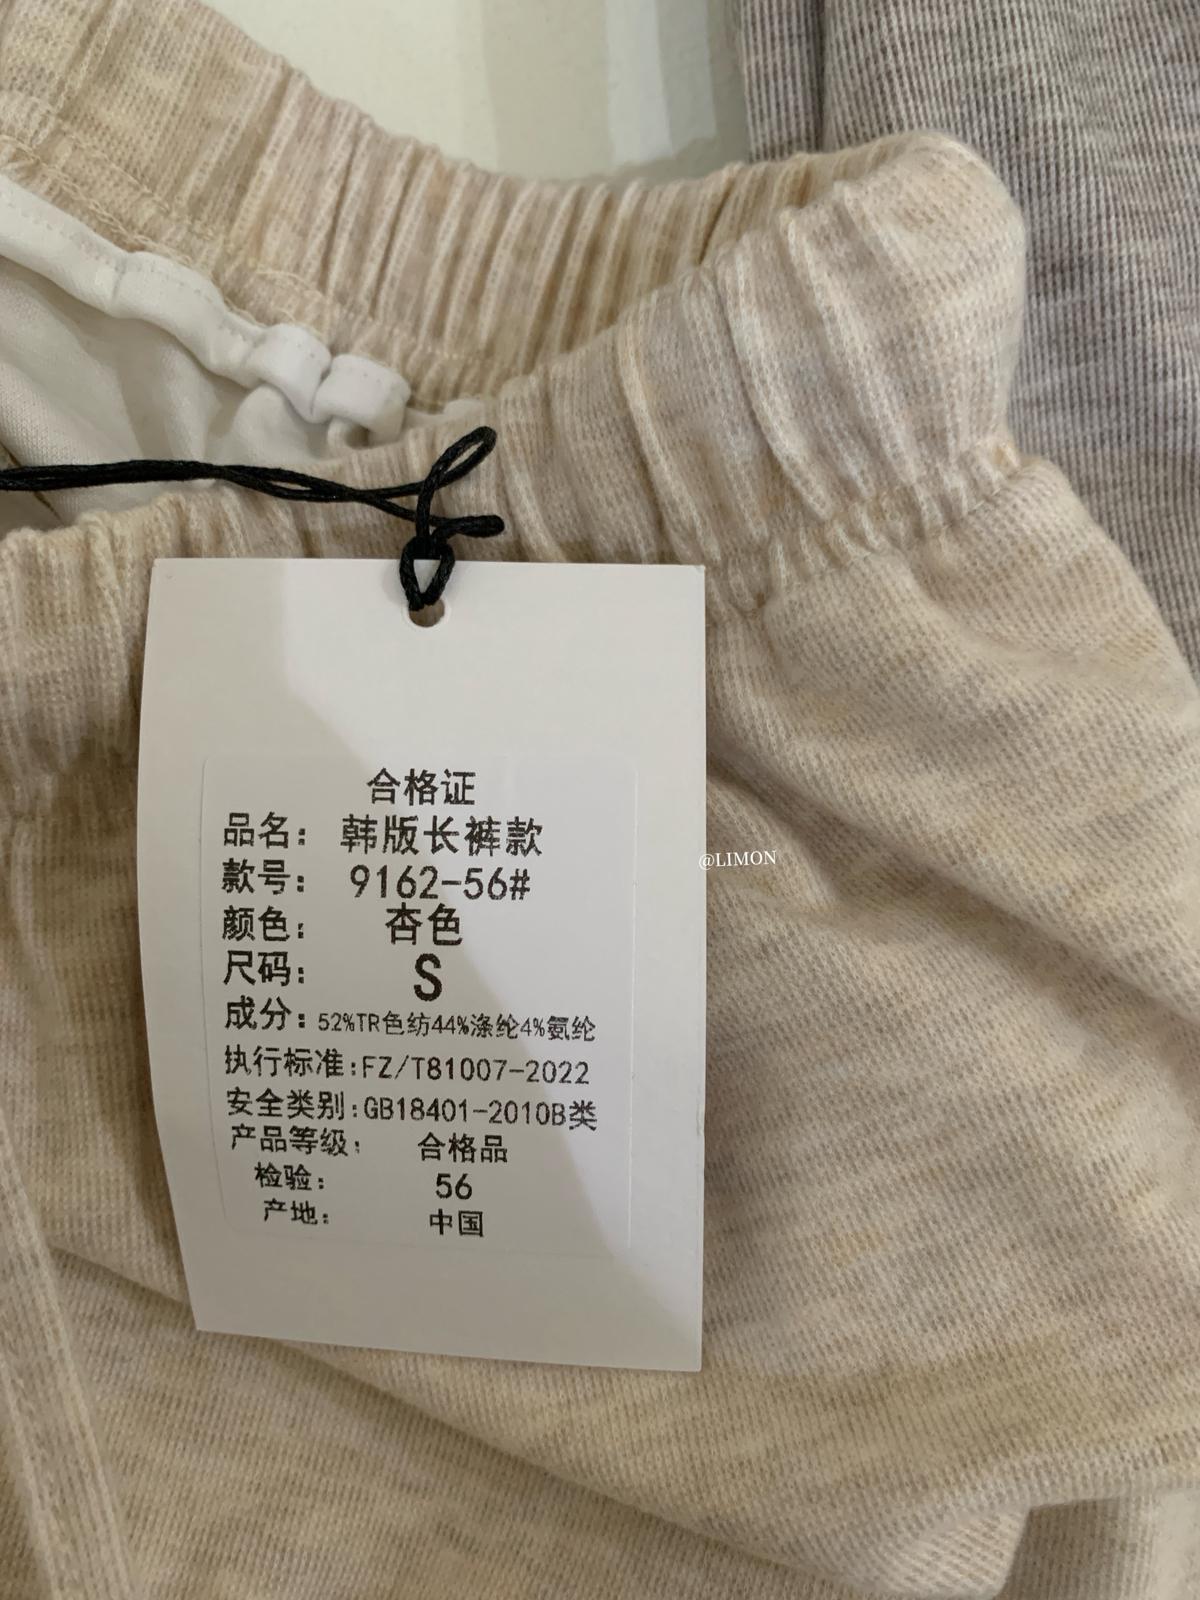 合格证
品名：韩版长裤款
款号：9162-56#
颜色：杏色
尺码：S
成分：52%TR色纺44%涤纶4%氨纶
执行标准：FZ/T81007-2022
安全类别：GB18401-2010B类
产品等级：合格品
检验：56
产地：中国
@LIMON